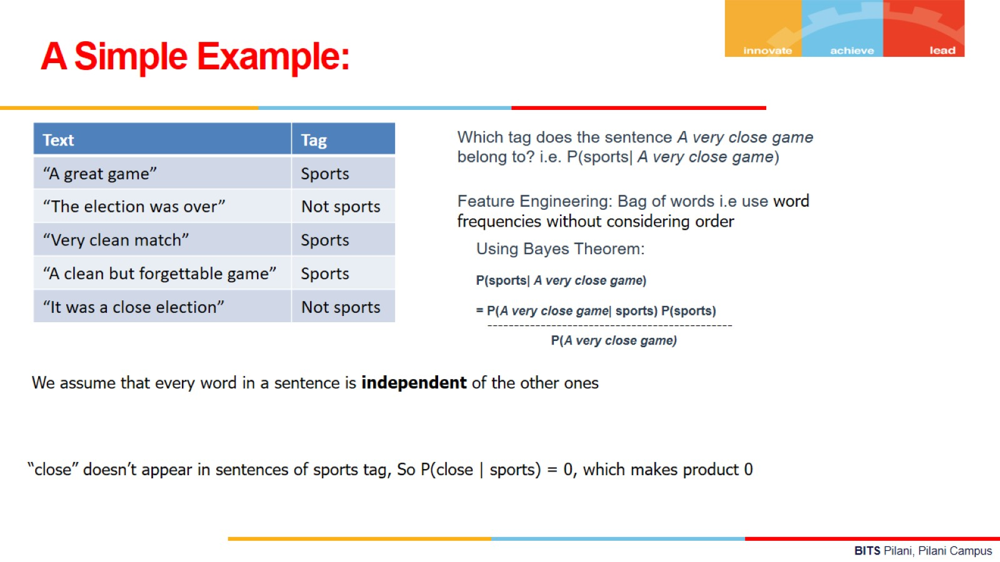 A Simple Example:
innovate achieve lead
Text Tag
“A great game” Sports
“The election was over” Not sports
“Very clean match” Sports
“A clean but forgettable game” Sports
“It was a close election” Not sports
Which tag does the sentence A very close game
belong to? i.e. P(sports| A very close game)
Feature Engineering: Bag of words i.e use word
frequencies without considering order
Using Bayes Theorem:
P(sports| A very close game)
= P(A very close game| sports) P(sports)
---------------------------------------------
P(A very close game)
We assume that every word in a sentence is independent of the other ones
“close” doesn’t appear in sentences of sports tag, So P(close | sports) = 0, which makes product 0
BITS Pilani, Pilani Campus